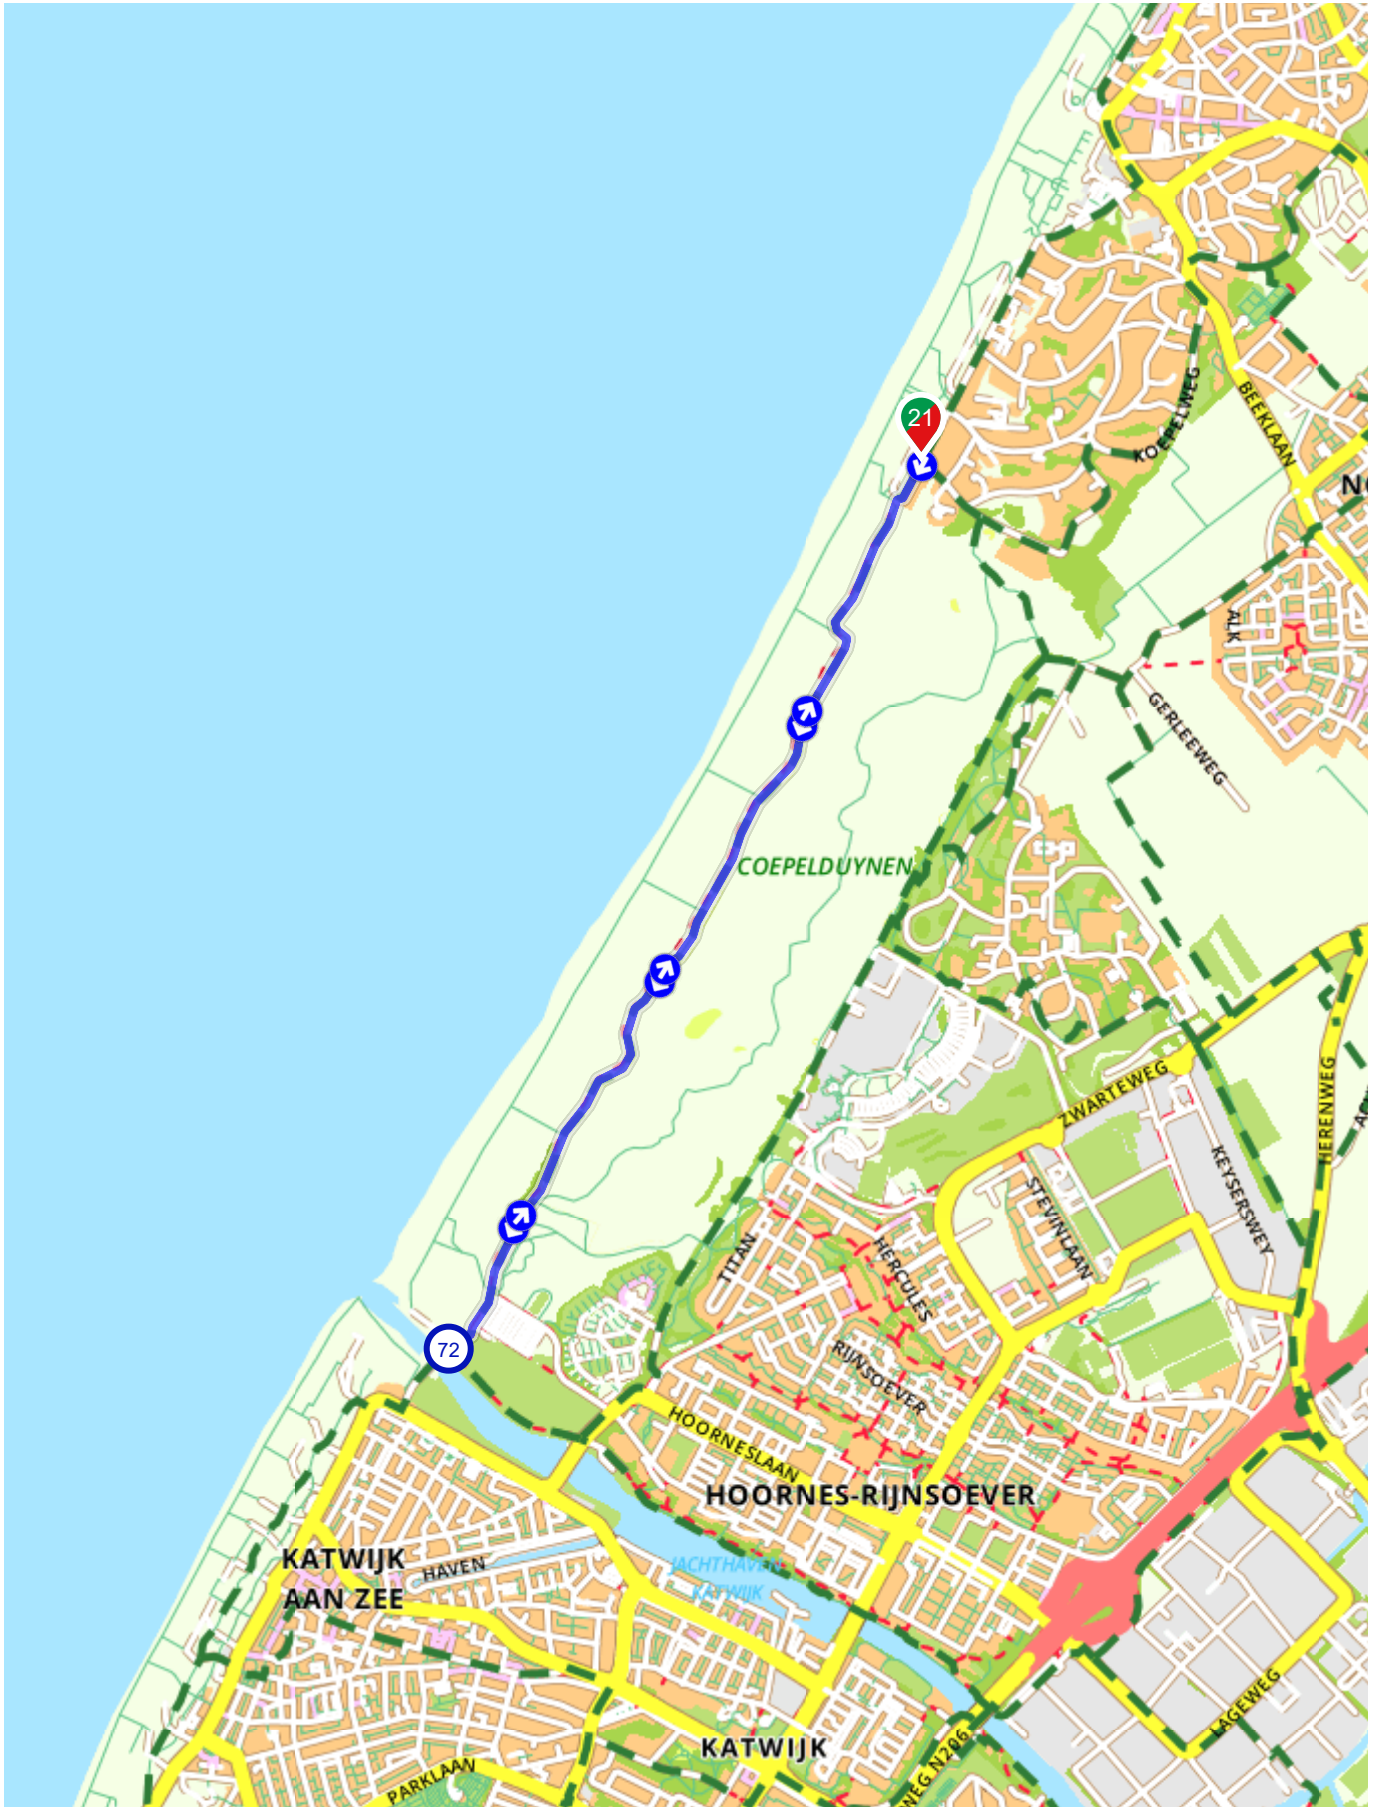 KOEPELWEG
BEEKLAAN
21
ALK
GERLEEWEG
COEPELDUYNEN
ZWARTEWEG
HERENWEG
KEYSERSWEY
STEVINLAAN
TITAN
HERCULES
72
RIJNSOEVER
HOORNESLAAN
HOORNES-RIJNSOEVER
KATWIJK
AAN ZEE
HAVEN
JACHTHAVEN
KATWIJK
LAGEWEG
KATWIJK
WEG N206
PARKLAAN